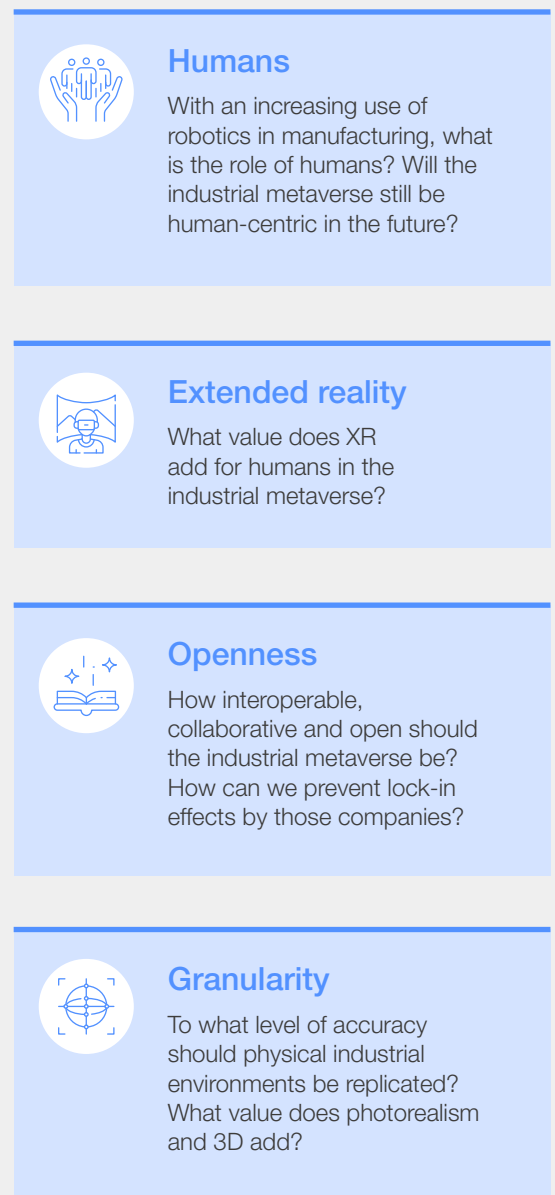 Humans
With an increasing use of
robotics in manufacturing, what
is the role of humans? Will the
industrial metaverse still be
human-centric in the future?
Extended reality
What value does XR
add for humans in the
industrial metaverse?
Openness
How interoperable,
collaborative and open should
the industrial metaverse be?
How can we prevent lock-in
effects by those companies?
Granularity
To what level of accuracy
should physical industrial
environments be replicated?
What value does photorealism
and 3D add?